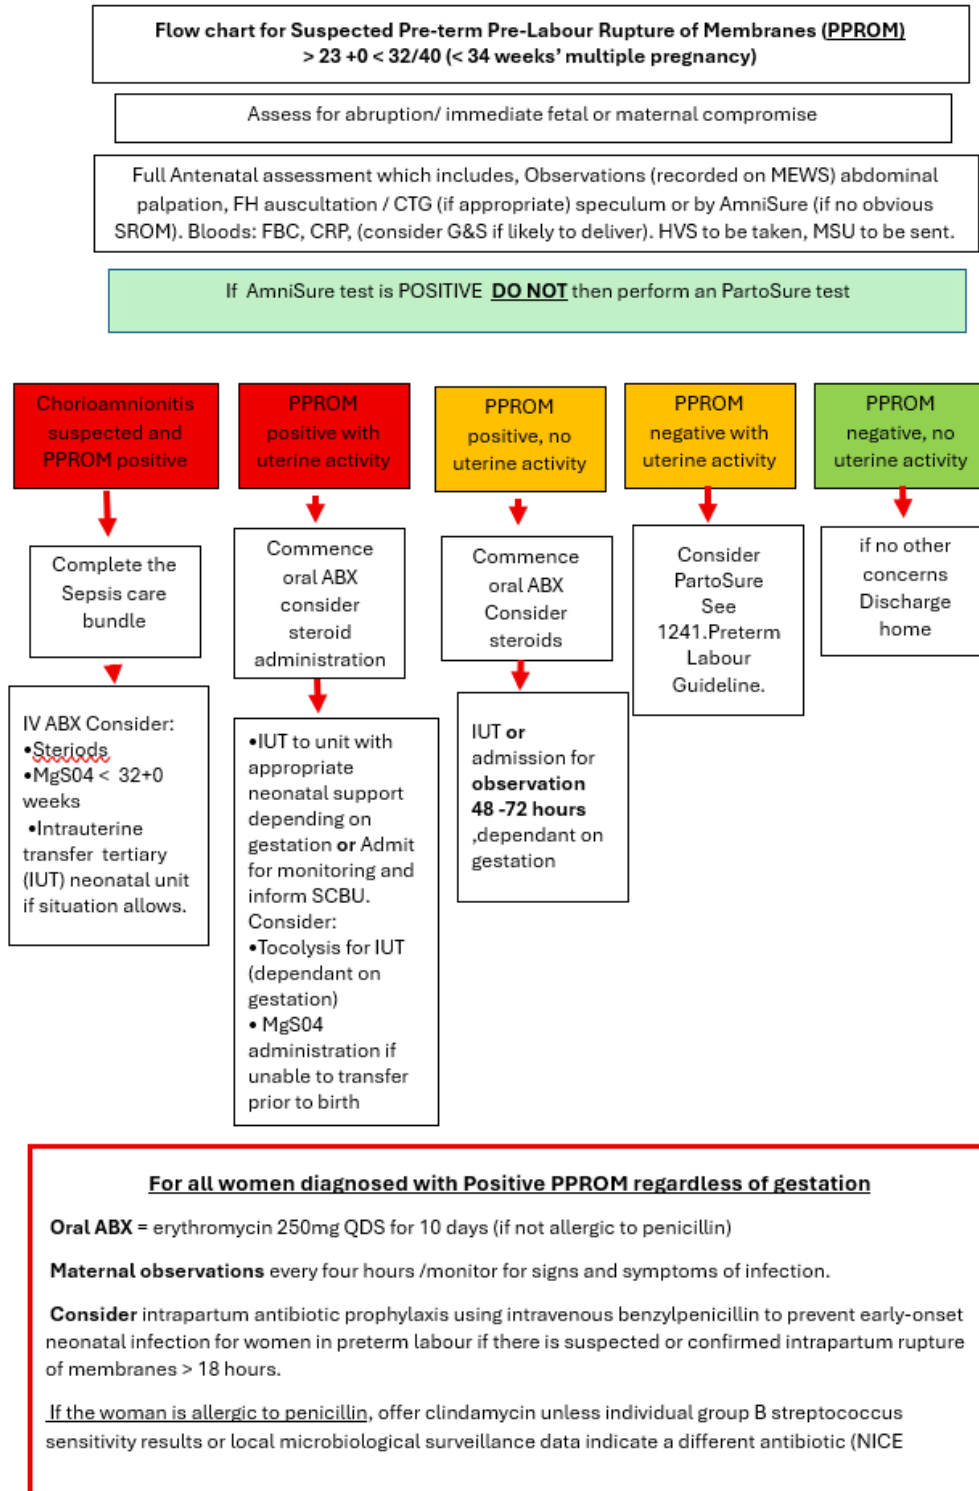 Flow chart for Suspected Pre-term Pre-Labour Rupture of Membranes (PPROM)
> 23 +0 < 32/40 (< 34 weeks' multiple pregnancy)
Assess for abruption/ immediate fetal or maternal compromise
Full Antenatal assessment which includes, Observations (recorded on MEWS) abdominal
palpation, FH auscultation / CTG (if appropriate) speculum or by AmniSure (if no obvious
SROM). Bloods: FBC, CRP, (consider G&S if likely to deliver). HVS to be taken, MSU to be sent.
If AmniSure test is POSITIVE DO NOT then perform an PartoSure test
Chorioamnionitis
suspected and
PPROM positive
Complete the
Sepsis care
bundle
IV ABX Consider:
•Steriods
•MgS04 < 32+0
weeks
•Intrauterine
transfer tertiary
(IUT) neonatal unit
if situation allows.
PPROM
positive with
uterine activity
Commence
oral ABX
consider
steroid
administration
•IUT to unit with
appropriate
neonatal support
depending on
gestation or Admit
for monitoring and
inform SCBU.
Consider:
•Tocolysis for IUT
(dependant on
gestation)
• MgS04
administration if
unable to transfer
prior to birth
PPROM
positive, no
uterine activity
Commence
oral ABX
Consider
steroids
IUT or
admission for
observation
48 -72 hours
,dependant on
gestation
PPROM
negative with
uterine activity
Consider
PartoSure
See
1241.Preterm
Labour
Guideline.
PPROM
negative, no
uterine activity
if no other
concerns
Discharge
home
For all women diagnosed with Positive PPROM regardless of gestation
Oral ABX = erythromycin 250mg QDS for 10 days (if not allergic to penicillin)
Maternal observations every four hours /monitor for signs and symptoms of infection.
Consider intrapartum antibiotic prophylaxis using intravenous benzylpenicillin to prevent early-onset
neonatal infection for women in preterm labour if there is suspected or confirmed intrapartum rupture
of membranes > 18 hours.
If the woman is allergic to penicillin, offer clindamycin unless individual group B streptococcus
sensitivity results or local microbiological surveillance data indicate a different antibiotic (NICE